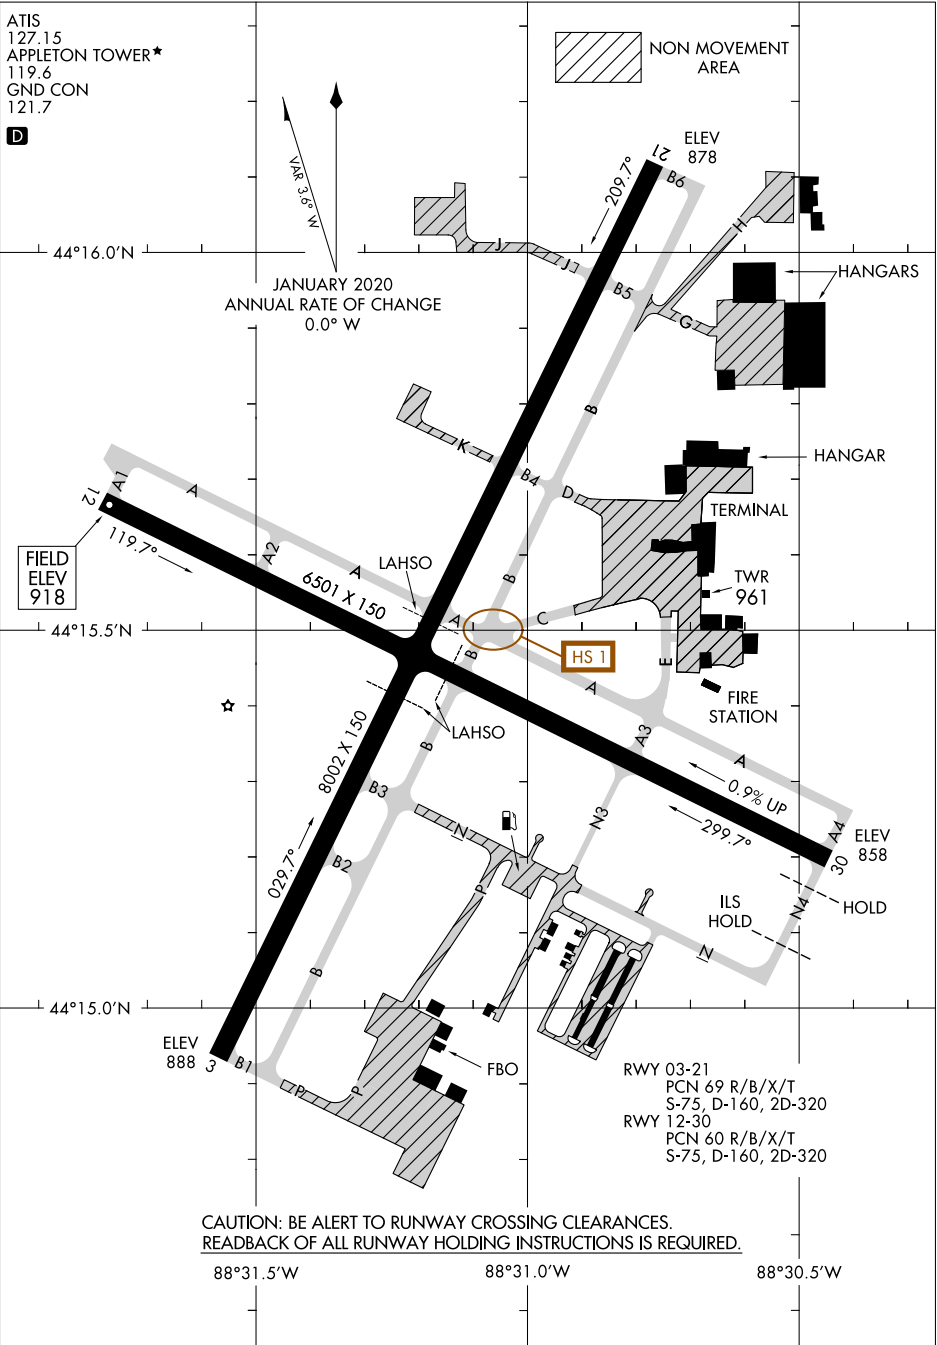 ATIS
127.15
APPLETON TOWER★
119.6
GND CON
121.7
D
NON MOVEMENT
AREA
VAR 3.6° W
JANUARY 2020
ANNUAL RATE OF CHANGE
0.0° W
ELEV
878
21
209.7°
B6
H
J
J
B5
G
HANGARS
44°16.0'N
B
K
B4
D
HANGAR
TERMINAL
A1
A
12
119.7°
A2
A
LAHSO
6501 X 150
FIELD
ELEV
918
B
TWR
961
A
C
44°15.5'N
HS 1
B
E
A
FIRE
STATION
LAHSO
B
A3
A
8002 X 150
0.9% UP
299.7°
B3
N
N3
A4
ELEV
858
30
029.7°
B2
P
ILS
HOLD
N4
HOLD
N
B
44°15.0'N
ELEV
888
3
B1
P
P
FBO
RWY 03-21
PCN 69 R/B/X/T
S-75, D-160, 2D-320
RWY 12-30
PCN 60 R/B/X/T
S-75, D-160, 2D-320
CAUTION: BE ALERT TO RUNWAY CROSSING CLEARANCES.
READBACK OF ALL RUNWAY HOLDING INSTRUCTIONS IS REQUIRED.
88°31.5'W
88°31.0'W
88°30.5'W